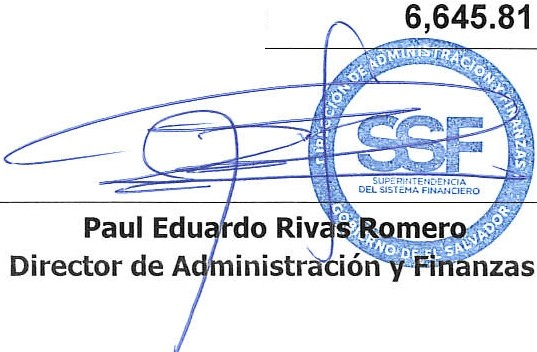 6,645.81
DIRECCIÓN DE ADMINISTRACIÓN Y FINANZAS
SSF
SUPERINTENDENCIA
DEL SISTEMA FINANCIERO
GOBIERNO DE EL SALVADOR
Paul Eduardo Rivas Romero
Director de Administración y Finanzas